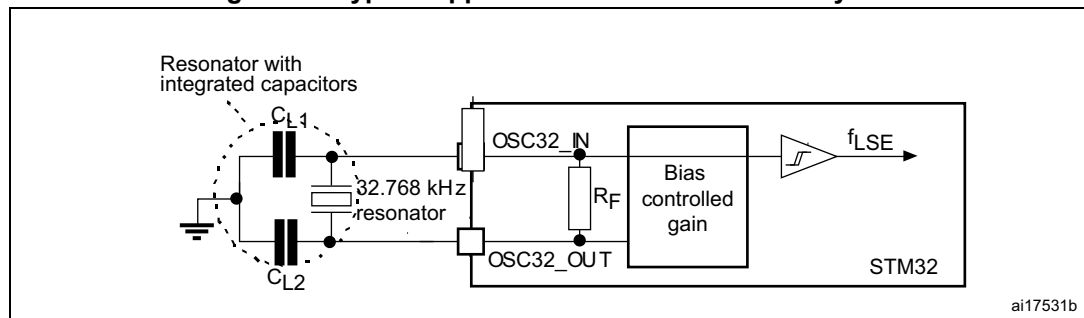 Resonator with
integrated capacitors
CL1
OSC32_IN
fLSE
32.768 kHz
resonator
RF
Bias
controlled
gain
OSC32_OUT
CL2
STM32
ai17531b